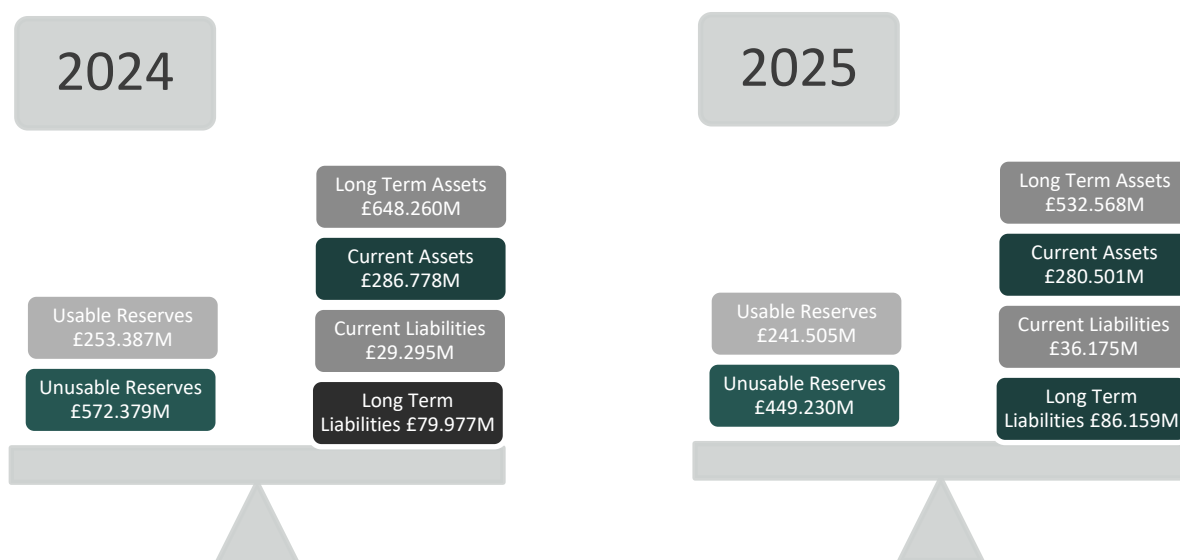 2024
Long Term Assets
£648.260M
Current Assets
£286.778M
Usable Reserves
£253.387M
Current Liabilities
£29.295M
Unusable Reserves
£572.379M
Long Term
Liabilities £79.977M
2025
Long Term Assets
£532.568M
Current Assets
£280.501M
Usable Reserves
£241.505M
Current Liabilities
£36.175M
Unusable Reserves
£449.230M
Long Term
Liabilities £86.159M